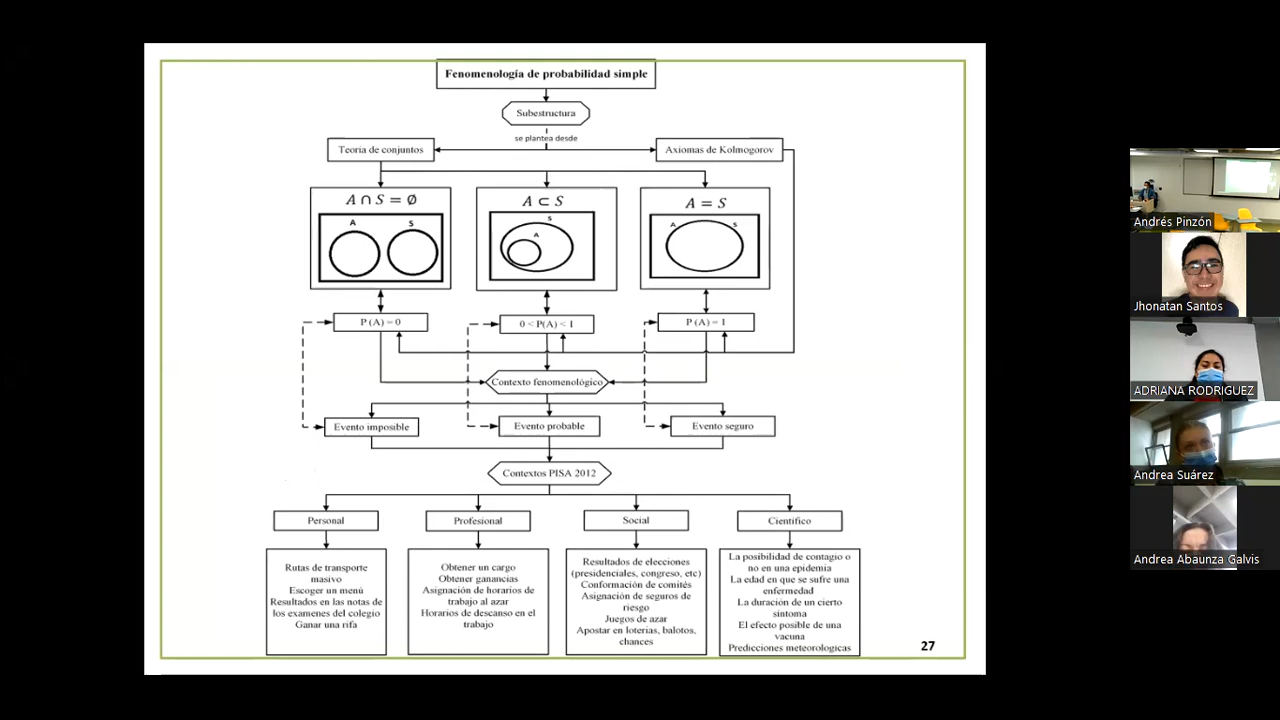 Fenomenología de probabilidad simple
Subestructura
se plantea desde
Teoría de conjuntos
Axiomas de Kolmogorov
A ∩ S = ∅
A S
A ⊂ S
S
A
A = S
A S
P (A) = 0
0 < P(A) < 1
P (A) = 1
Contexto fenomenológico
Evento imposible
Evento probable
Evento seguro
Contextos PISA 2012
Personal
Profesional
Social
Científico
Rutas de transporte
masivo
Escoger un menú
Resultados en las notas de
los examenes del colegio
Ganar una rifa
Obtener un cargo
Obtener ganancias
Asignación de horarios de
trabajo al azar
Horarios de descanso en el
trabajo
Resultados de elecciones
(presidenciales, congreso, etc)
Conformación de comités
Asignación de seguros de
riesgo
Juegos de azar
Apostar en loterias, balotos,
chances
La posibilidad de contagio o
no en una epidemia
La edad en que se sufre una
enfermedad
La duración de un cierto
síntoma
El efecto posible de una
vacuna
Predicciones meteorologicas
27
Andrés Pinzón
Jhonatan Santos
ADRIANA RODRIGUEZ
Andrea Suárez
Andrea Abaunza Galvis